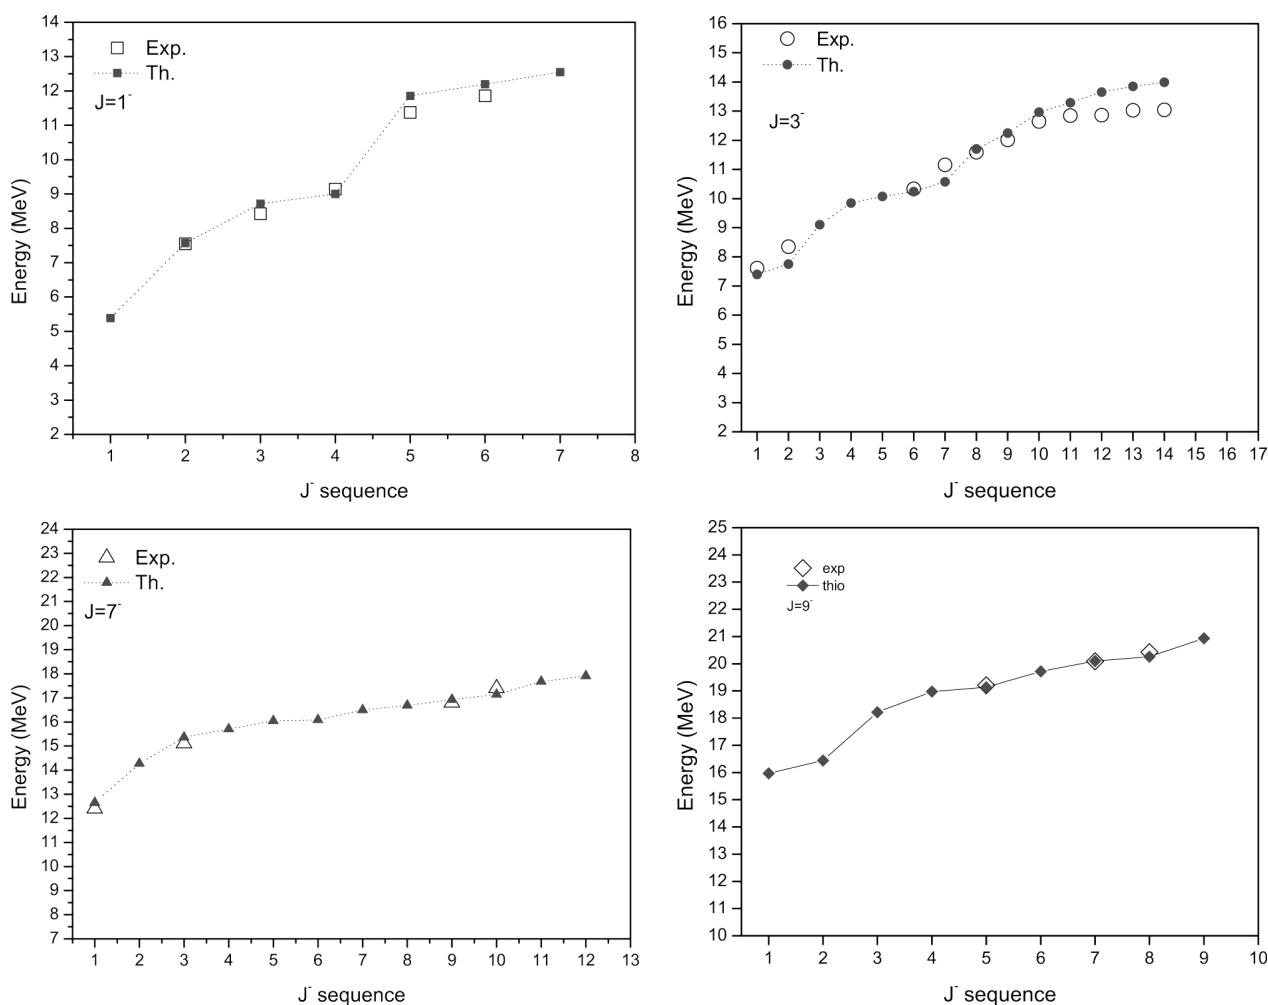 14
13
12
11
10
9
8
7
6
5
4
3
2
Exp.
Th.
J=1-
Energy (MeV)
1 2 3 4 5 6 7 8
J- sequence
16
15
14
13
12
11
10
9
8
7
6
5
4
3
2
Exp.
Th.
J=3-
Energy (MeV)
1 2 3 4 5 6 7 8 9 10 11 12 13 14 15 16 17
J- sequence
24
23
22
21
20
19
18
17
16
15
14
13
12
11
10
9
8
7
Exp.
Th.
J=7-
Energy (MeV)
1 2 3 4 5 6 7 8 9 10 11 12 13
J- sequence
25
24
23
22
21
20
19
18
17
16
15
14
13
12
11
10
exp
thio
J=9-
Energy (MeV)
1 2 3 4 5 6 7 8 9 10
J- sequence